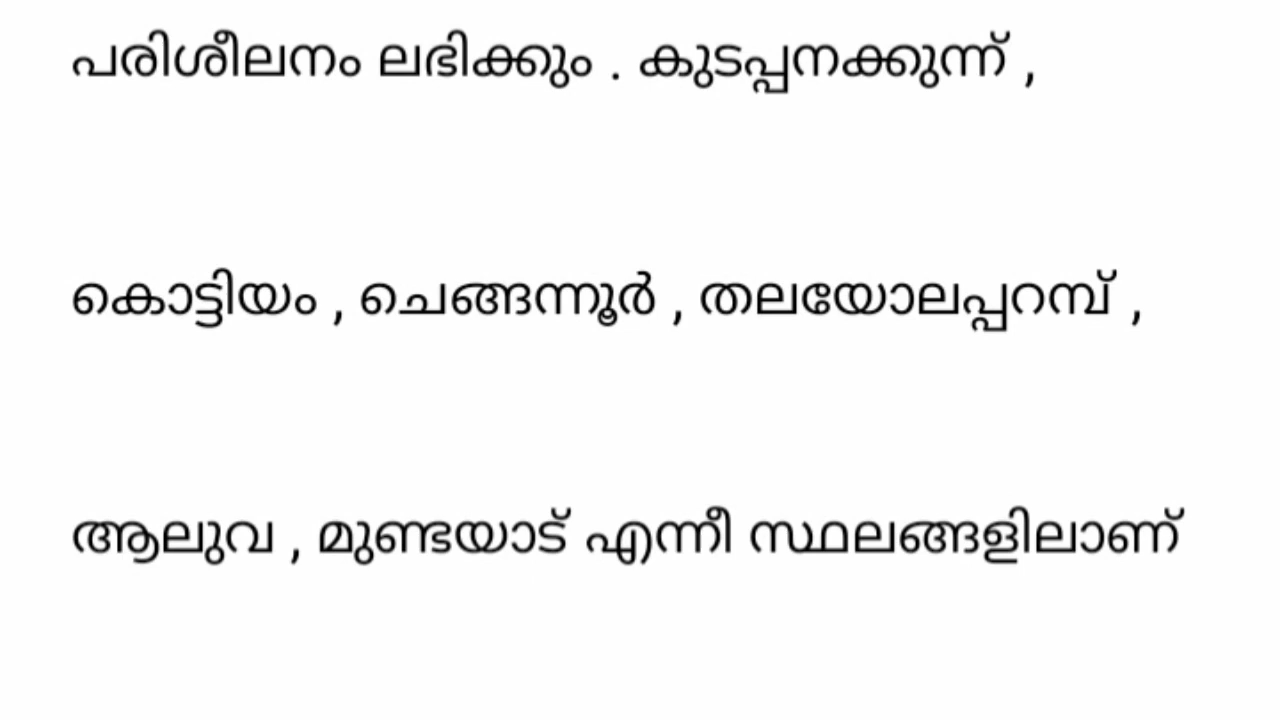 പരിശീലനം ലഭിക്കും . കുടപ്പനക്കുന്ന് ,
കൊട്ടിയം , ചെങ്ങന്നൂർ , തലയോലപ്പറമ്പ് ,
ആലുവ , മുണ്ടയാട് എന്നീ സ്ഥലങ്ങളിലാണ്